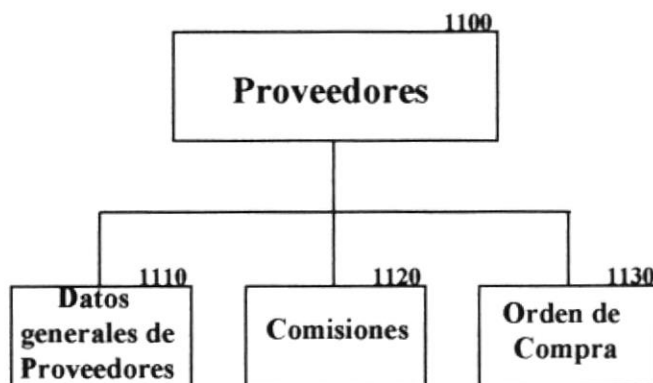 1100
Proveedores
1110
Datos
generales de
Proveedores
1120
Comisiones
1130
Orden de
Compra